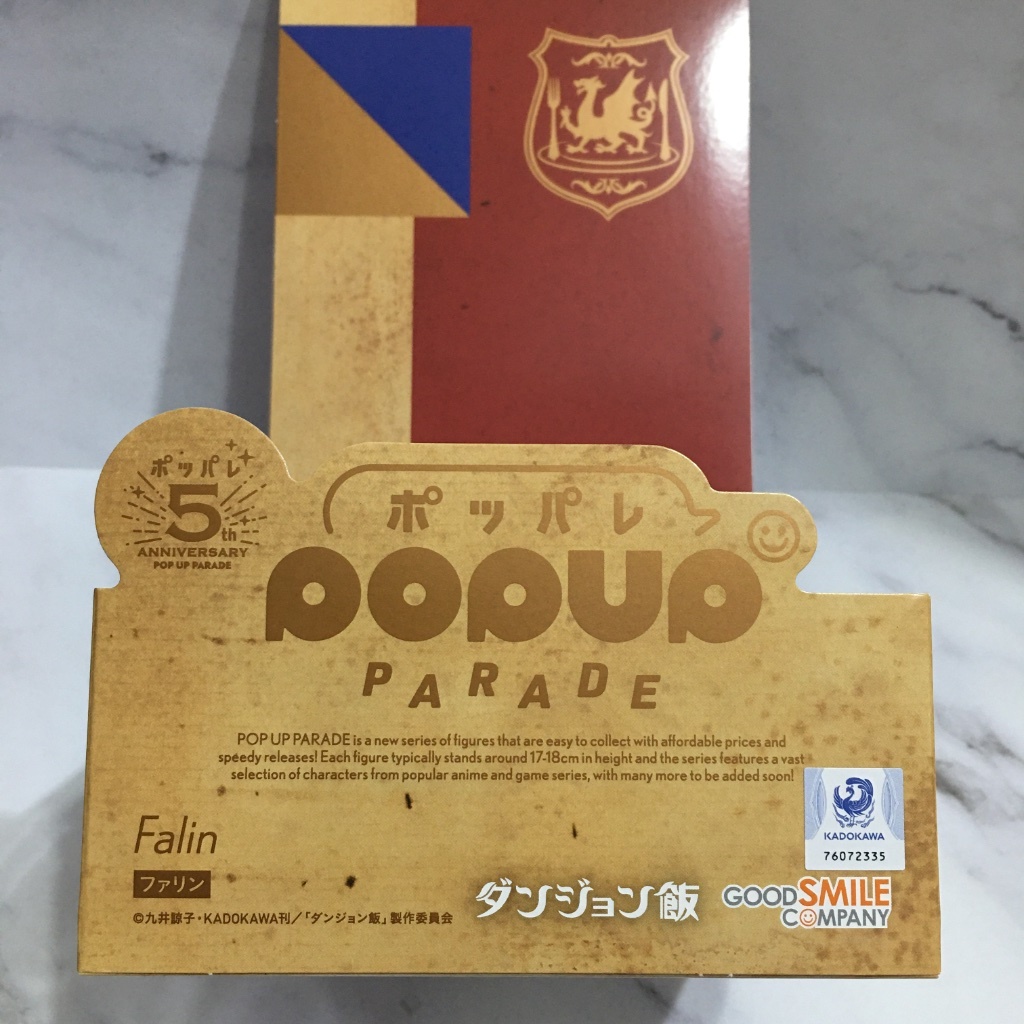 ポッパレ
5th
ANNIVERSARY
POP UP PARADE
ポッパレ
POPUP
PARADE
POP UP PARADE is a new series of figures that are easy to collect with affordable prices and
speedy releases! Each figure typically stands around 17-18cm in height and the series features a vast
selection of characters from popular anime and game series, with many more to be added soon!
KADOKAWA
76072335
Falin
ファリン
©九井諒子・KADOKAWA刊／「ダンジョン飯」製作委員会
ダンジョン飯
GOOD SMILE
COMPANY